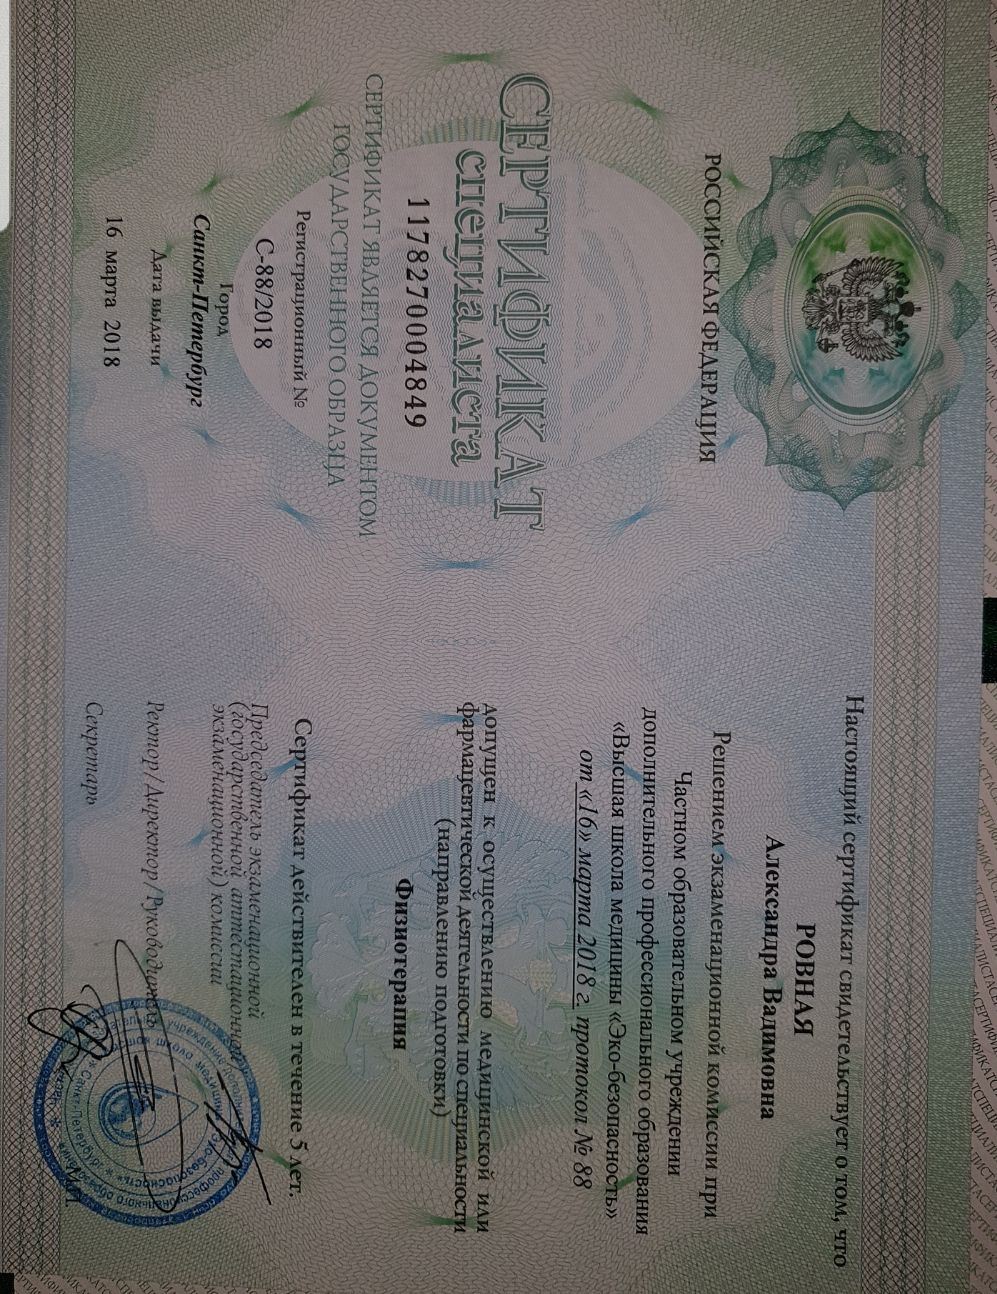 РОССИЙСКАЯ ФЕДЕРАЦИЯ
СЕРТИФИКАТ
специалиста
1178270004849
СЕРТИФИКАТ ЯВЛЯЕТСЯ ДОКУМЕНТОМ
ГОСУДАРСТВЕННОГО ОБРАЗЦА
Регистрационный №
С-88/2018
Город
Санкт-Петербург
Дата выдачи
16 марта 2018
Настоящий сертификат свидетельствует о том, что
РОВНАЯ
Александра Вадимовна
Решением экзаменационной комиссии при
Частном образовательном учреждении
дополнительного профессионального образования
«Высшая школа медицины «Эко-безопасность»
от «16» марта 2018 г. протокол № 88
допущен к осуществлению медицинской или
фармацевтической деятельности по специальности
(направлению подготовки)
Физиотерапия
Сертификат действителен в течение 5 лет.
Председатель экзаменационной
(государственной аттестационной,
экзаменационной) комиссии
Ректор/Директор/Руководитель
Секретарь
М.П.